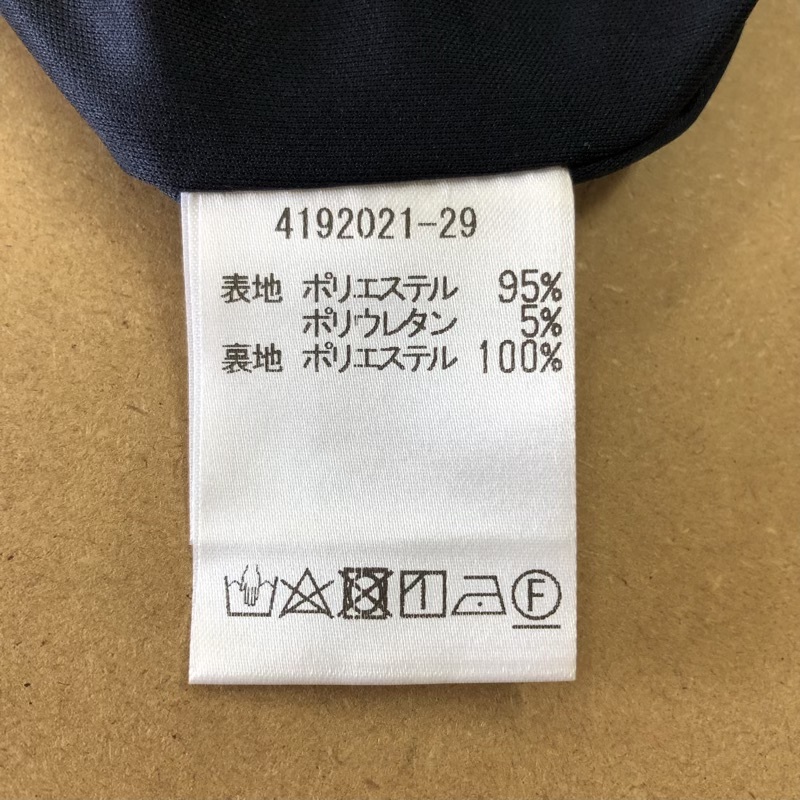 4192021-29
表地 ポリエステル 95%
ポリウレタン 5%
裏地 ポリエステル 100%
F